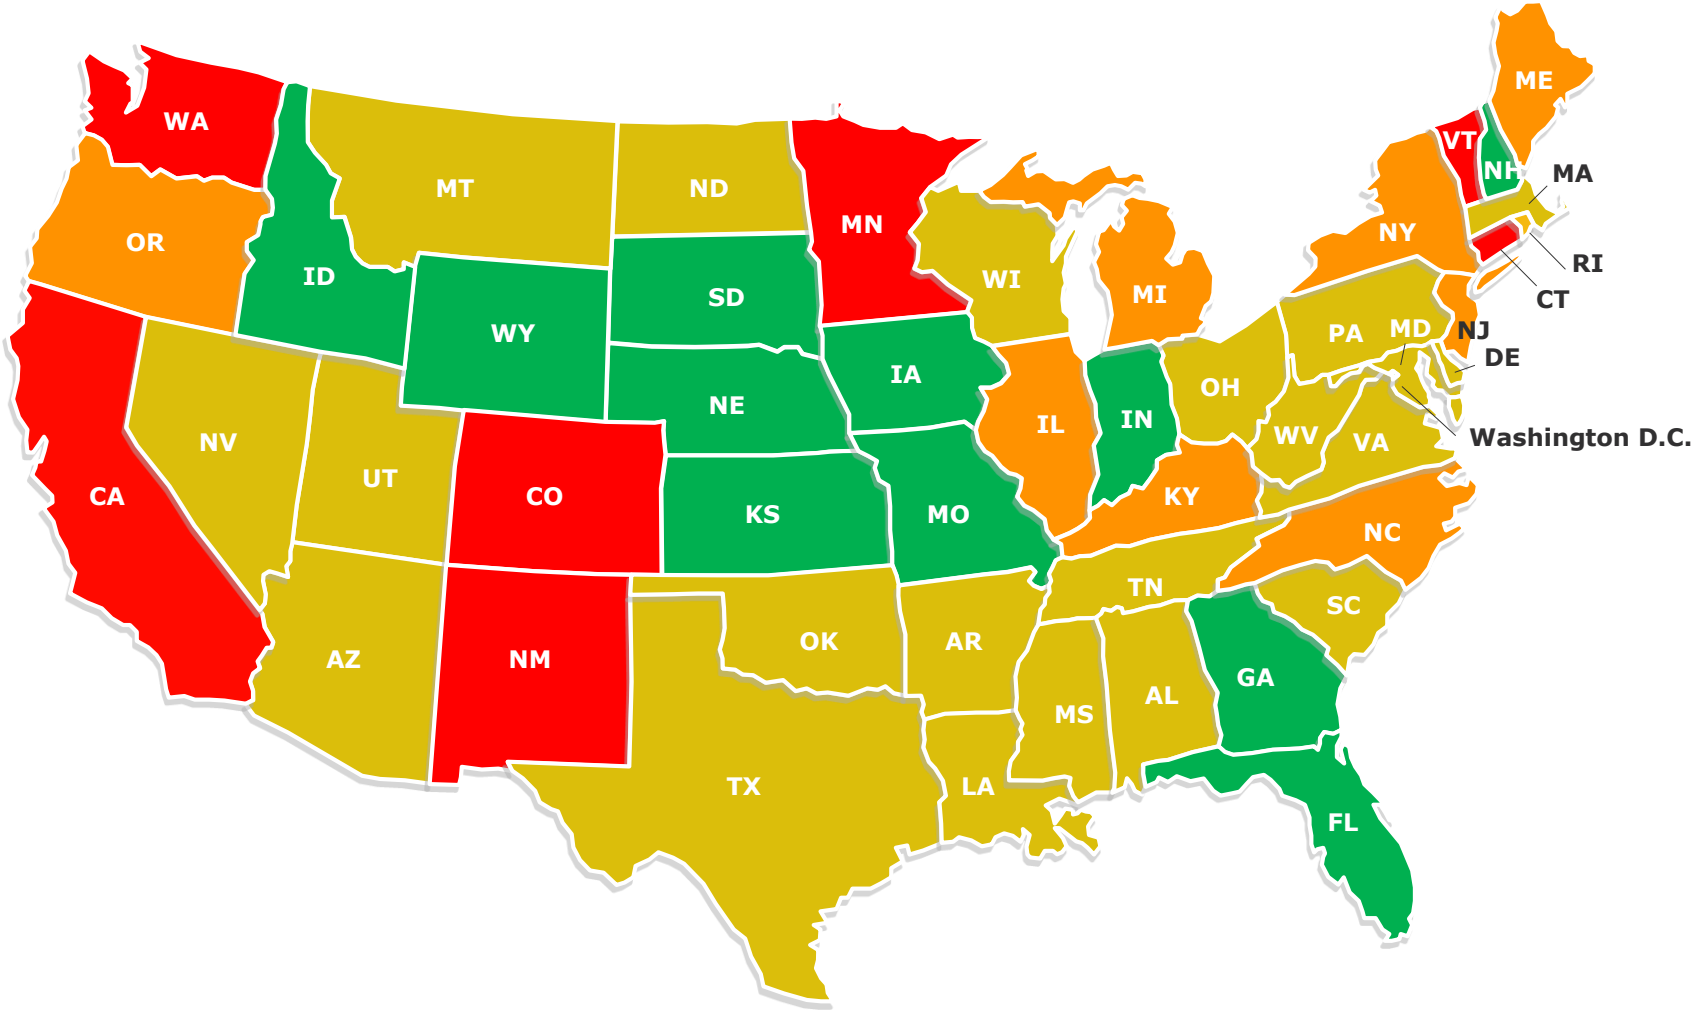 ME
WA
VT
NH
MA
MT
ND
MN
NY
OR
RI
ID
WI
CT
SD
MI
WY
PA
MD
NJ
DE
IA
OH
NE
IN
IL
WV
VA
Washington D.C.
NV
UT
CA
CO
KY
KS
MO
NC
TN
SC
OK
AR
AZ
NM
GA
AL
MS
TX
LA
FL